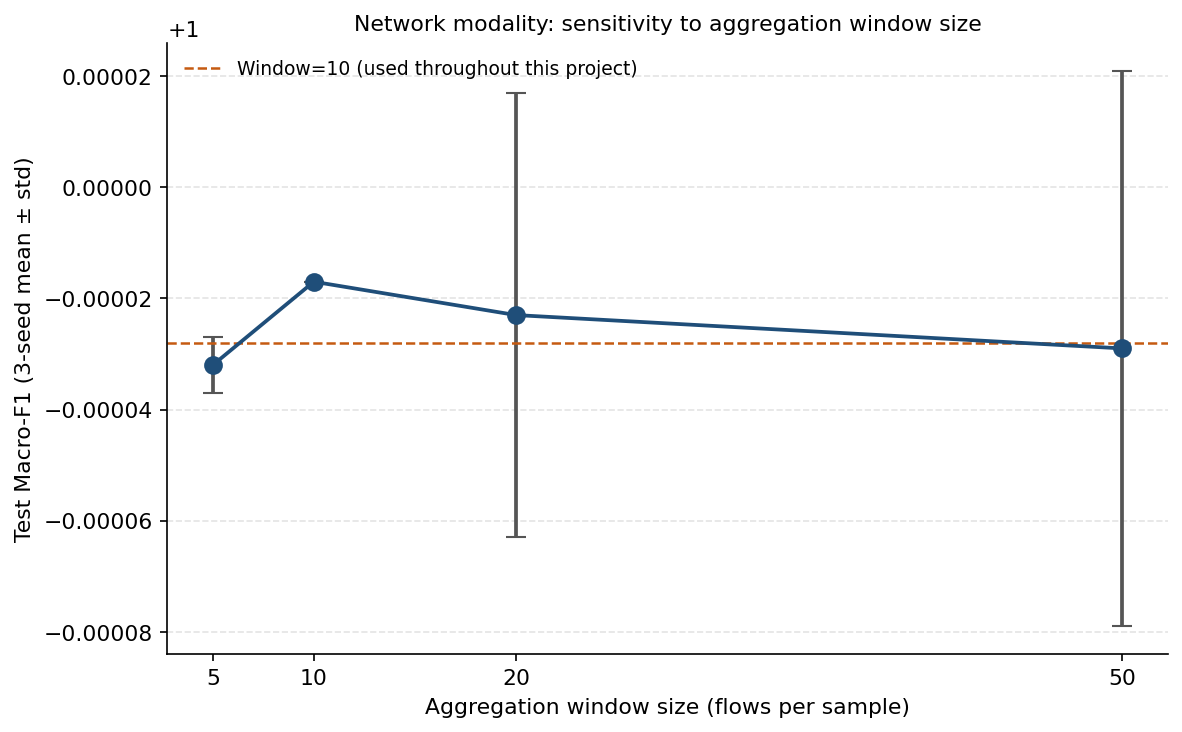 Network modality: sensitivity to aggregation window size
+1
Window=10 (used throughout this project)
0.00002
0.00000
−0.00002
−0.00004
−0.00006
−0.00008
Test Macro-F1 (3-seed mean ± std)
5 10 20 50
Aggregation window size (flows per sample)